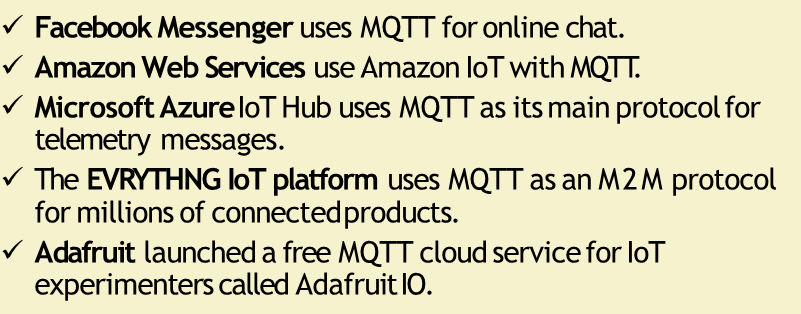 ✓ Facebook Messenger uses MQTT for online chat.
✓ Amazon Web Services use Amazon IoT with MQTT.
✓ Microsoft Azure IoT Hub uses MQTT as its main protocol for
telemetry messages.
✓ The EVRYTHNG IoT platform uses MQTT as an M2M protocol
for millions of connected products.
✓ Adafruit launched a free MQTT cloud service for IoT
experimenters called Adafruit IO.